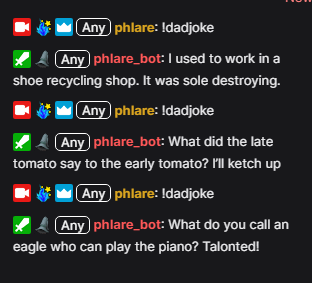 Any phlare: !dadjoke
Any phlare_bot: I used to work in a
shoe recycling shop. It was sole destroying.
Any phlare: !dadjoke
Any phlare_bot: What did the late
tomato say to the early tomato? I’ll ketch up
Any phlare: !dadjoke
Any phlare_bot: What do you call an
eagle who can play the piano? Talonted!